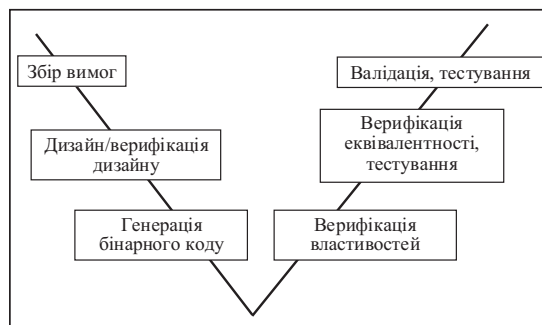 Збір вимог
Валідація, тестування
Дизайн/верифікація
дизайну
Верифікація
еквівалентності,
тестування
Генерація
бінарного коду
Верифікація
властивостей